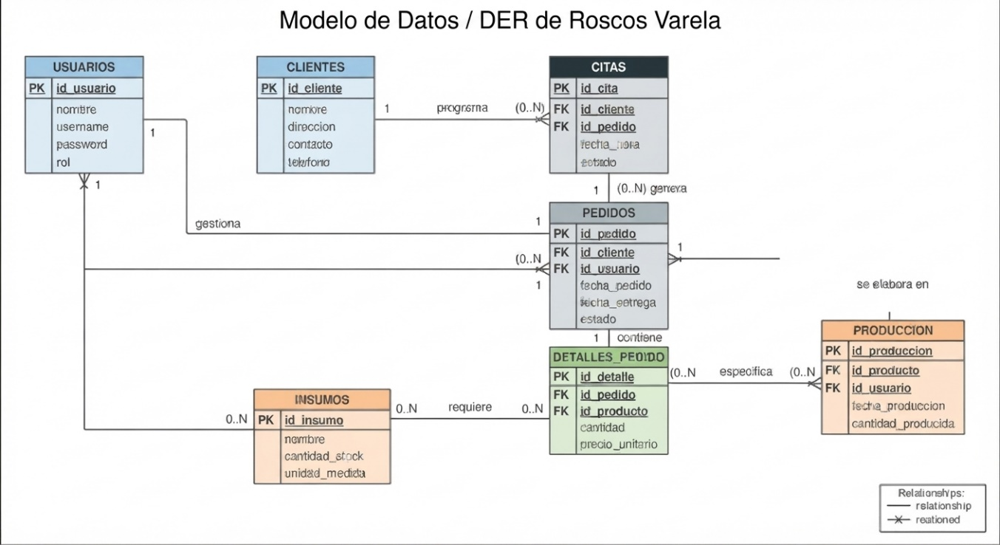 Modelo de Datos / DER de Roscos Varela
USUARIOS
PK id_usuario
nombre
username
password
rol
1
1
CLIENTES
PK id_cliente
nombre
direccion
contacto
telefono
1 programa (0..N)
CITAS
PK id_cita
FK id_cliente
FK id_pedido
fecha_hora
estado
1 (0..N) genera
gestiona
1
(0..N
1
PEDIDOS
PK id_pedido
FK id_cliente
FK id_usuario
fecha_pedido
fecha_entrega
estado
1
1 contiene
se elabora en
DETALLES_PEDIDO
PK id_detalle
FK id_pedido
FK id_producto
cantidad
precio_unitario
(0..N especifica (0..N
PRODUCCION
PK id_produccion
FK id_producto
FK id_usuario
fecha_produccion
cantidad_producida
0..N
INSUMOS
PK id_insumo
nombre
cantidad_stock
unidad_medida
0..N requiere 0..N
Relationships:
relationship
reationed